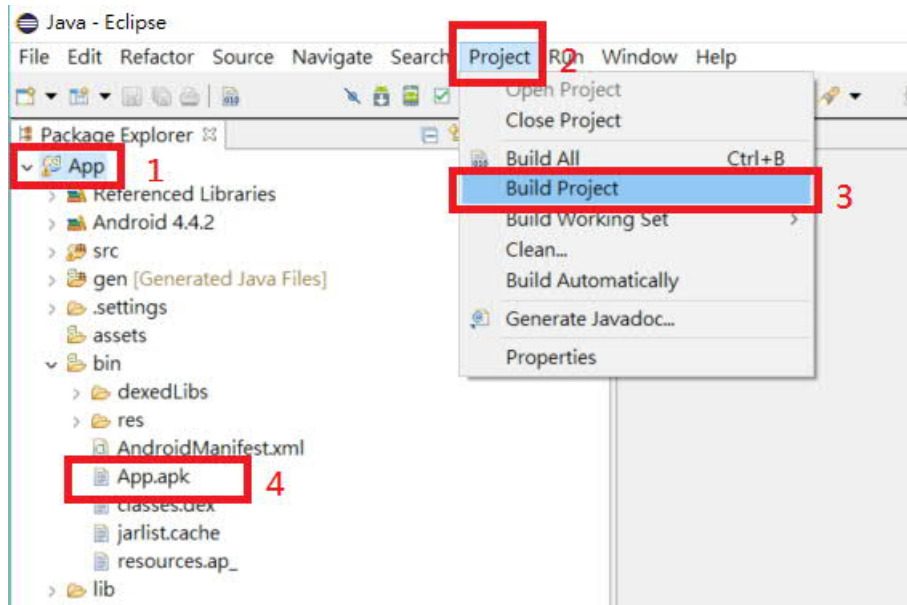 Java - Eclipse
File Edit Refactor Source Navigate Search Project Run Window Help
2
Package Explorer
App
1
Referenced Libraries
Android 4.4.2
src
gen [Generated Java Files]
.settings
assets
bin
dexedLibs
res
AndroidManifest.xml
App.apk
4
classes.dex
jarlist.cache
resources.ap_
lib
Open Project
Close Project
Build All Ctrl+B
Build Project
3
Build Working Set
Clean...
Build Automatically
Generate Javadoc...
Properties